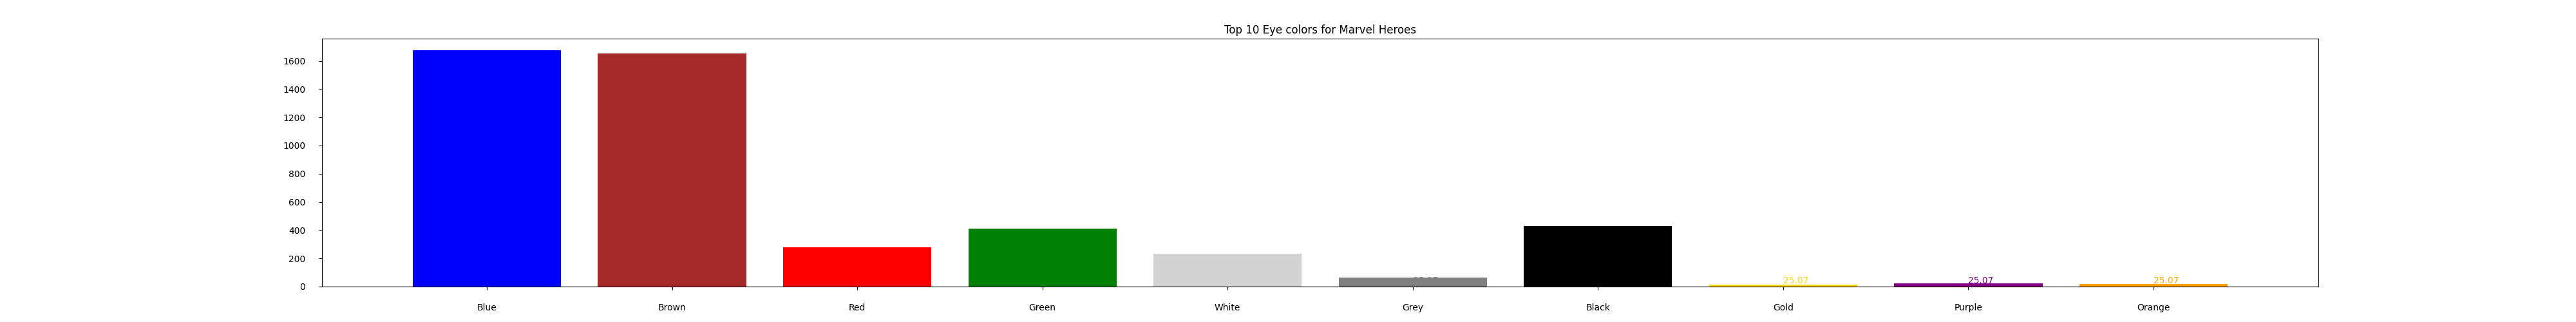 Top 10 Eye colors for Marvel Heroes
1600
1400
1200
1000
800
600
400
200
0
25.07
25.07
25.07
Blue
Brown
Red
Green
White
Grey
Black
Gold
Purple
Orange